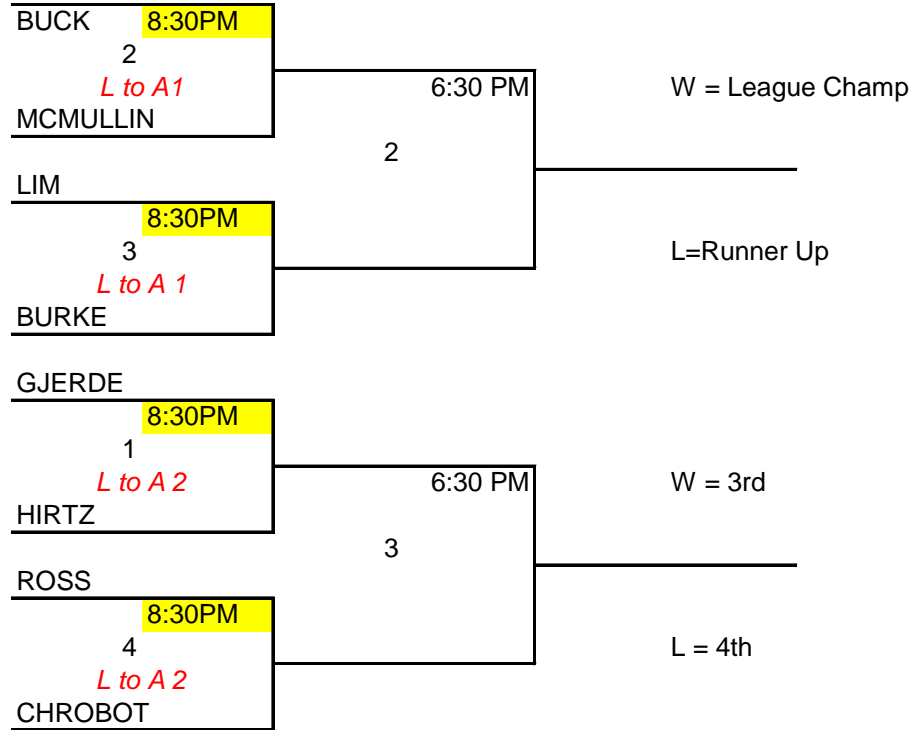 BUCK 8:30PM
2
L to A1
6:30 PM W = League Champ
MCMULLIN
2
LIM
8:30PM
3 L=Runner Up
L to A 1
BURKE
GJERDE
8:30PM
1
L to A 2 6:30 PM W = 3rd
HIRTZ
3
ROSS
8:30PM
4 L = 4th
L to A 2
CHROBOT